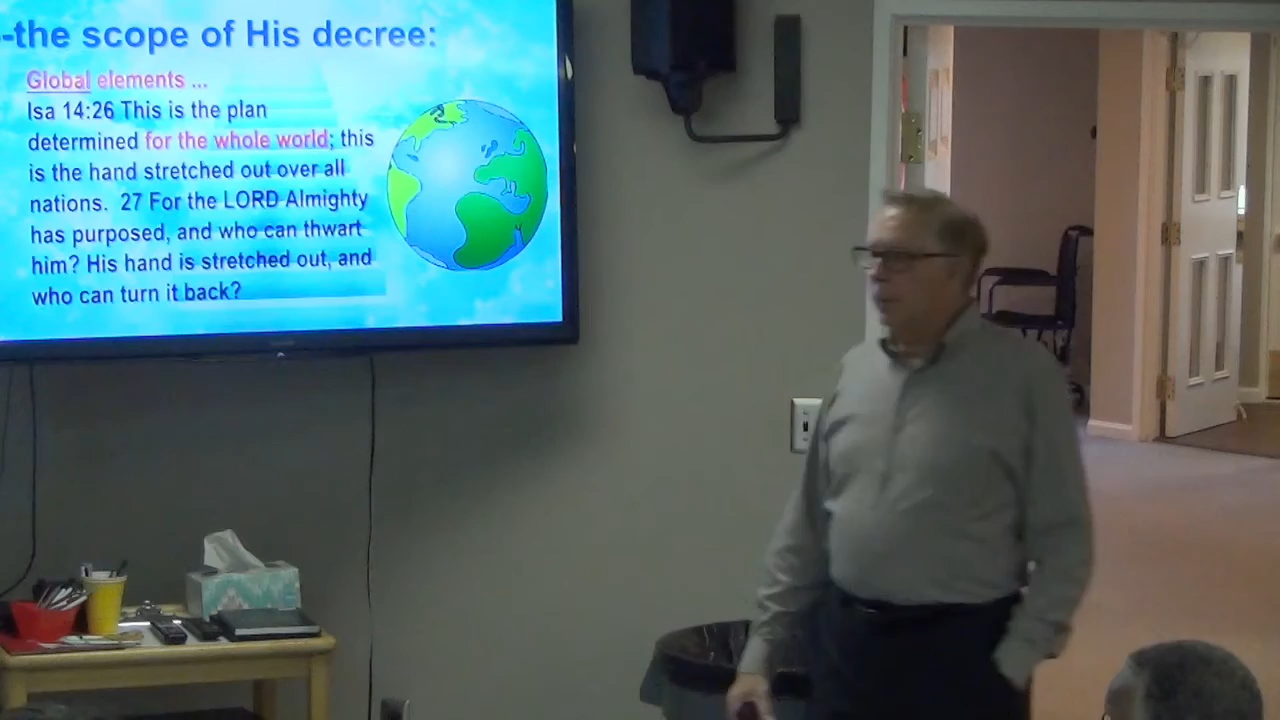 -the scope of His decree:
Global elements ...
Isa 14:26 This is the plan
determined for the whole world; this
is the hand stretched out over all
nations. 27 For the LORD Almighty
has purposed, and who can thwart
him? His hand is stretched out, and
who can turn it back?